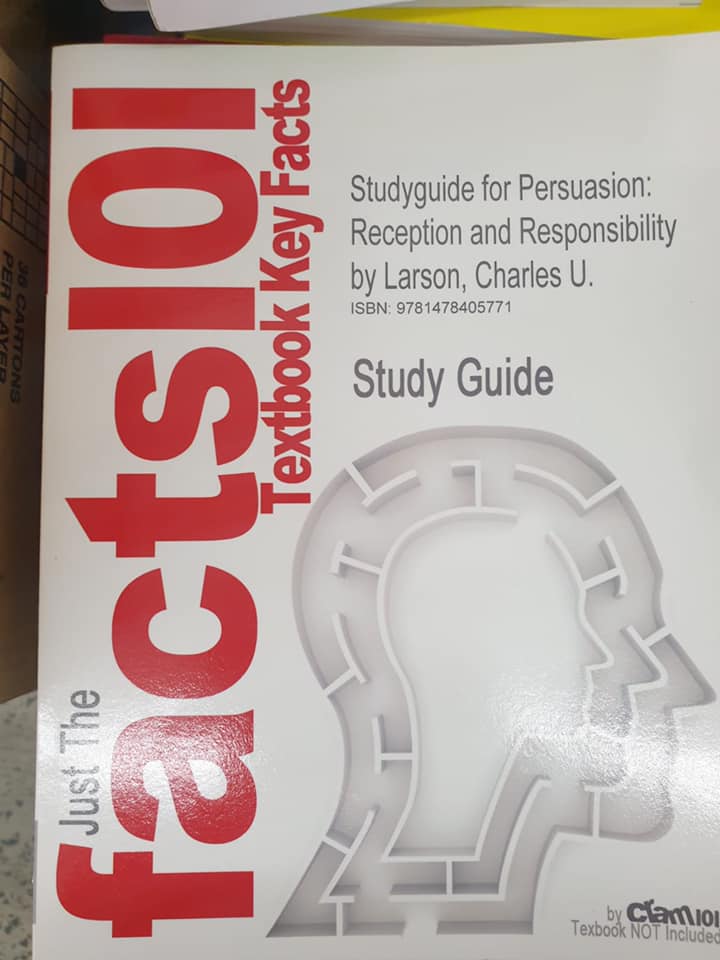 Just The
facts101
Textbook Key Facts
Studyguide for Persuasion:
Reception and Responsibility
by Larson, Charles U.
ISBN: 9781478405771
Study Guide
by Cram101
Texbook NOT Included
36 CARTONS
PER LAYER